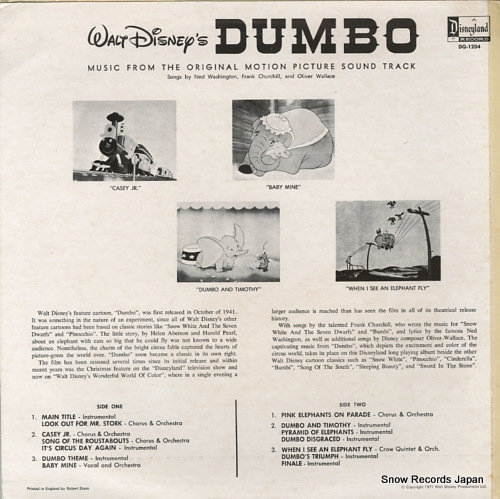 WALT DISNEY'S DUMBO
Disneyland
RECORD
DQ-1204
MUSIC FROM THE ORIGINAL MOTION PICTURE SOUND TRACK
Songs by Ned Washington, Frank Churchill, and Oliver Wallace
"CASEY JR."
"BABY MINE"
"DUMBO AND TIMOTHY"
"WHEN I SEE AN ELEPHANT FLY"
Walt Disney's feature cartoon, "Dumbo", was first released in October of 1941.
It was something in the nature of an experiment, since all of Walt Disney's other
feature cartoons had been based on classic stories like "Snow White And The Seven
Dwarfs" and "Pinocchio". The little story, by Helen Aberson and Harold Pearl,
about an elephant with ears so big that he could fly was not known to a wide
audience. Nonetheless, the charm of the bright circus fable captured the hearts of
picture-goers the world over. "Dumbo" soon became a classic in its own right.
The film has been reissued several times since its initial release and within
recent years was the Christmas feature on the "Disneyland" television show and
now on "Walt Disney's Wonderful World Of Color", where in a single evening a
larger audience is reached than has seen the film in all of its theatrical release
history.
With songs by the talented Frank Churchill, who wrote the music for "Snow
White And The Seven Dwarfs" and "Bambi", and lyrics by the famous Ned
Washington, as well as additional songs by Disney composer Oliver-Wallace, The
captivating music from "Dumbo", which depicts the excitement and color of the
circus world, takes its place on this Disneyland long playing album beside the other
Walt Disney cartoon classics such as "Snow White", "Pinocchio", "Cinderella",
"Bambi", "Song Of The South", "Sleeping Beauty", and "Sword In The Stone".
SIDE ONE
1. MAIN TITLE - Instrumental
LOOK OUT FOR MR. STORK - Chorus & Orchestra
2. CASEY JR. - Chorus & Orchestra
SONG OF THE ROUSTABOUTS - Chorus & Orchestra
IT'S CIRCUS DAY AGAIN - Instrumental
3. DUMBO THEME - Instrumental
BABY MINE - Vocal and Orchestra
SIDE TWO
1. PINK ELEPHANTS ON PARADE - Chorus & Orchestra
2. DUMBO AND TIMOTHY - Instrumental
PYRAMID OF ELEPHANTS - Instrumental
DUMBO DISGRACED - Instrumental
3. WHEN I SEE AN ELEPHANT FLY - Crow Quintet & Orch.
DUMBO'S TRIUMPH - Instrumental
FINALE - Instrumental
Printed in England by Robert Stace
Copyright © 1971 Walt Disney Productions
Snow Records Japan